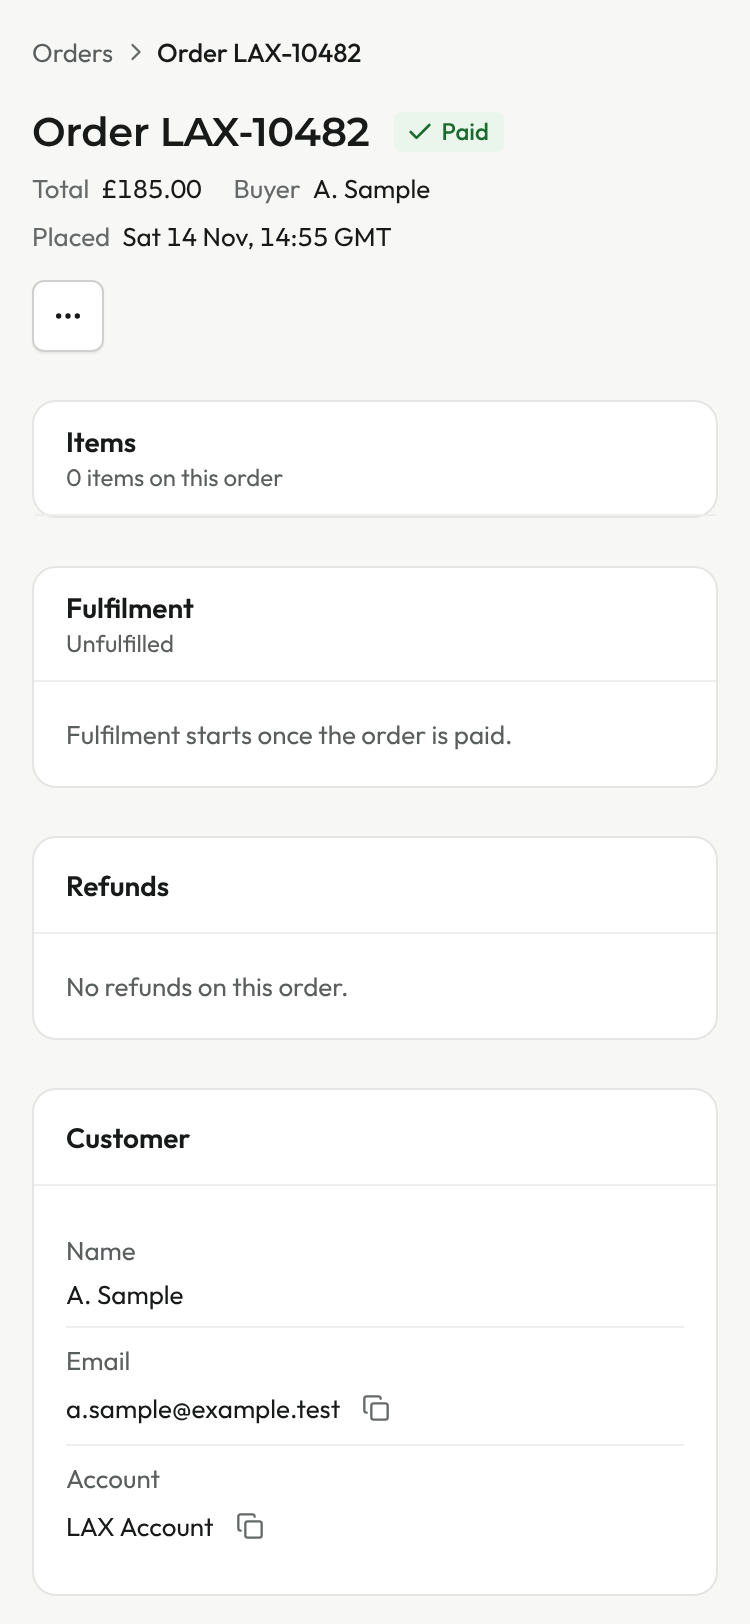 Orders > Order LAX-10482
Order LAX-10482 Paid
Total £185.00 Buyer A. Sample
Placed Sat 14 Nov, 14:55 GMT
...
Items
0 items on this order
Fulfilment
Unfulfilled
Fulfilment starts once the order is paid.
Refunds
No refunds on this order.
Customer
Name
A. Sample
Email
a.sample@example.test
Account
LAX Account